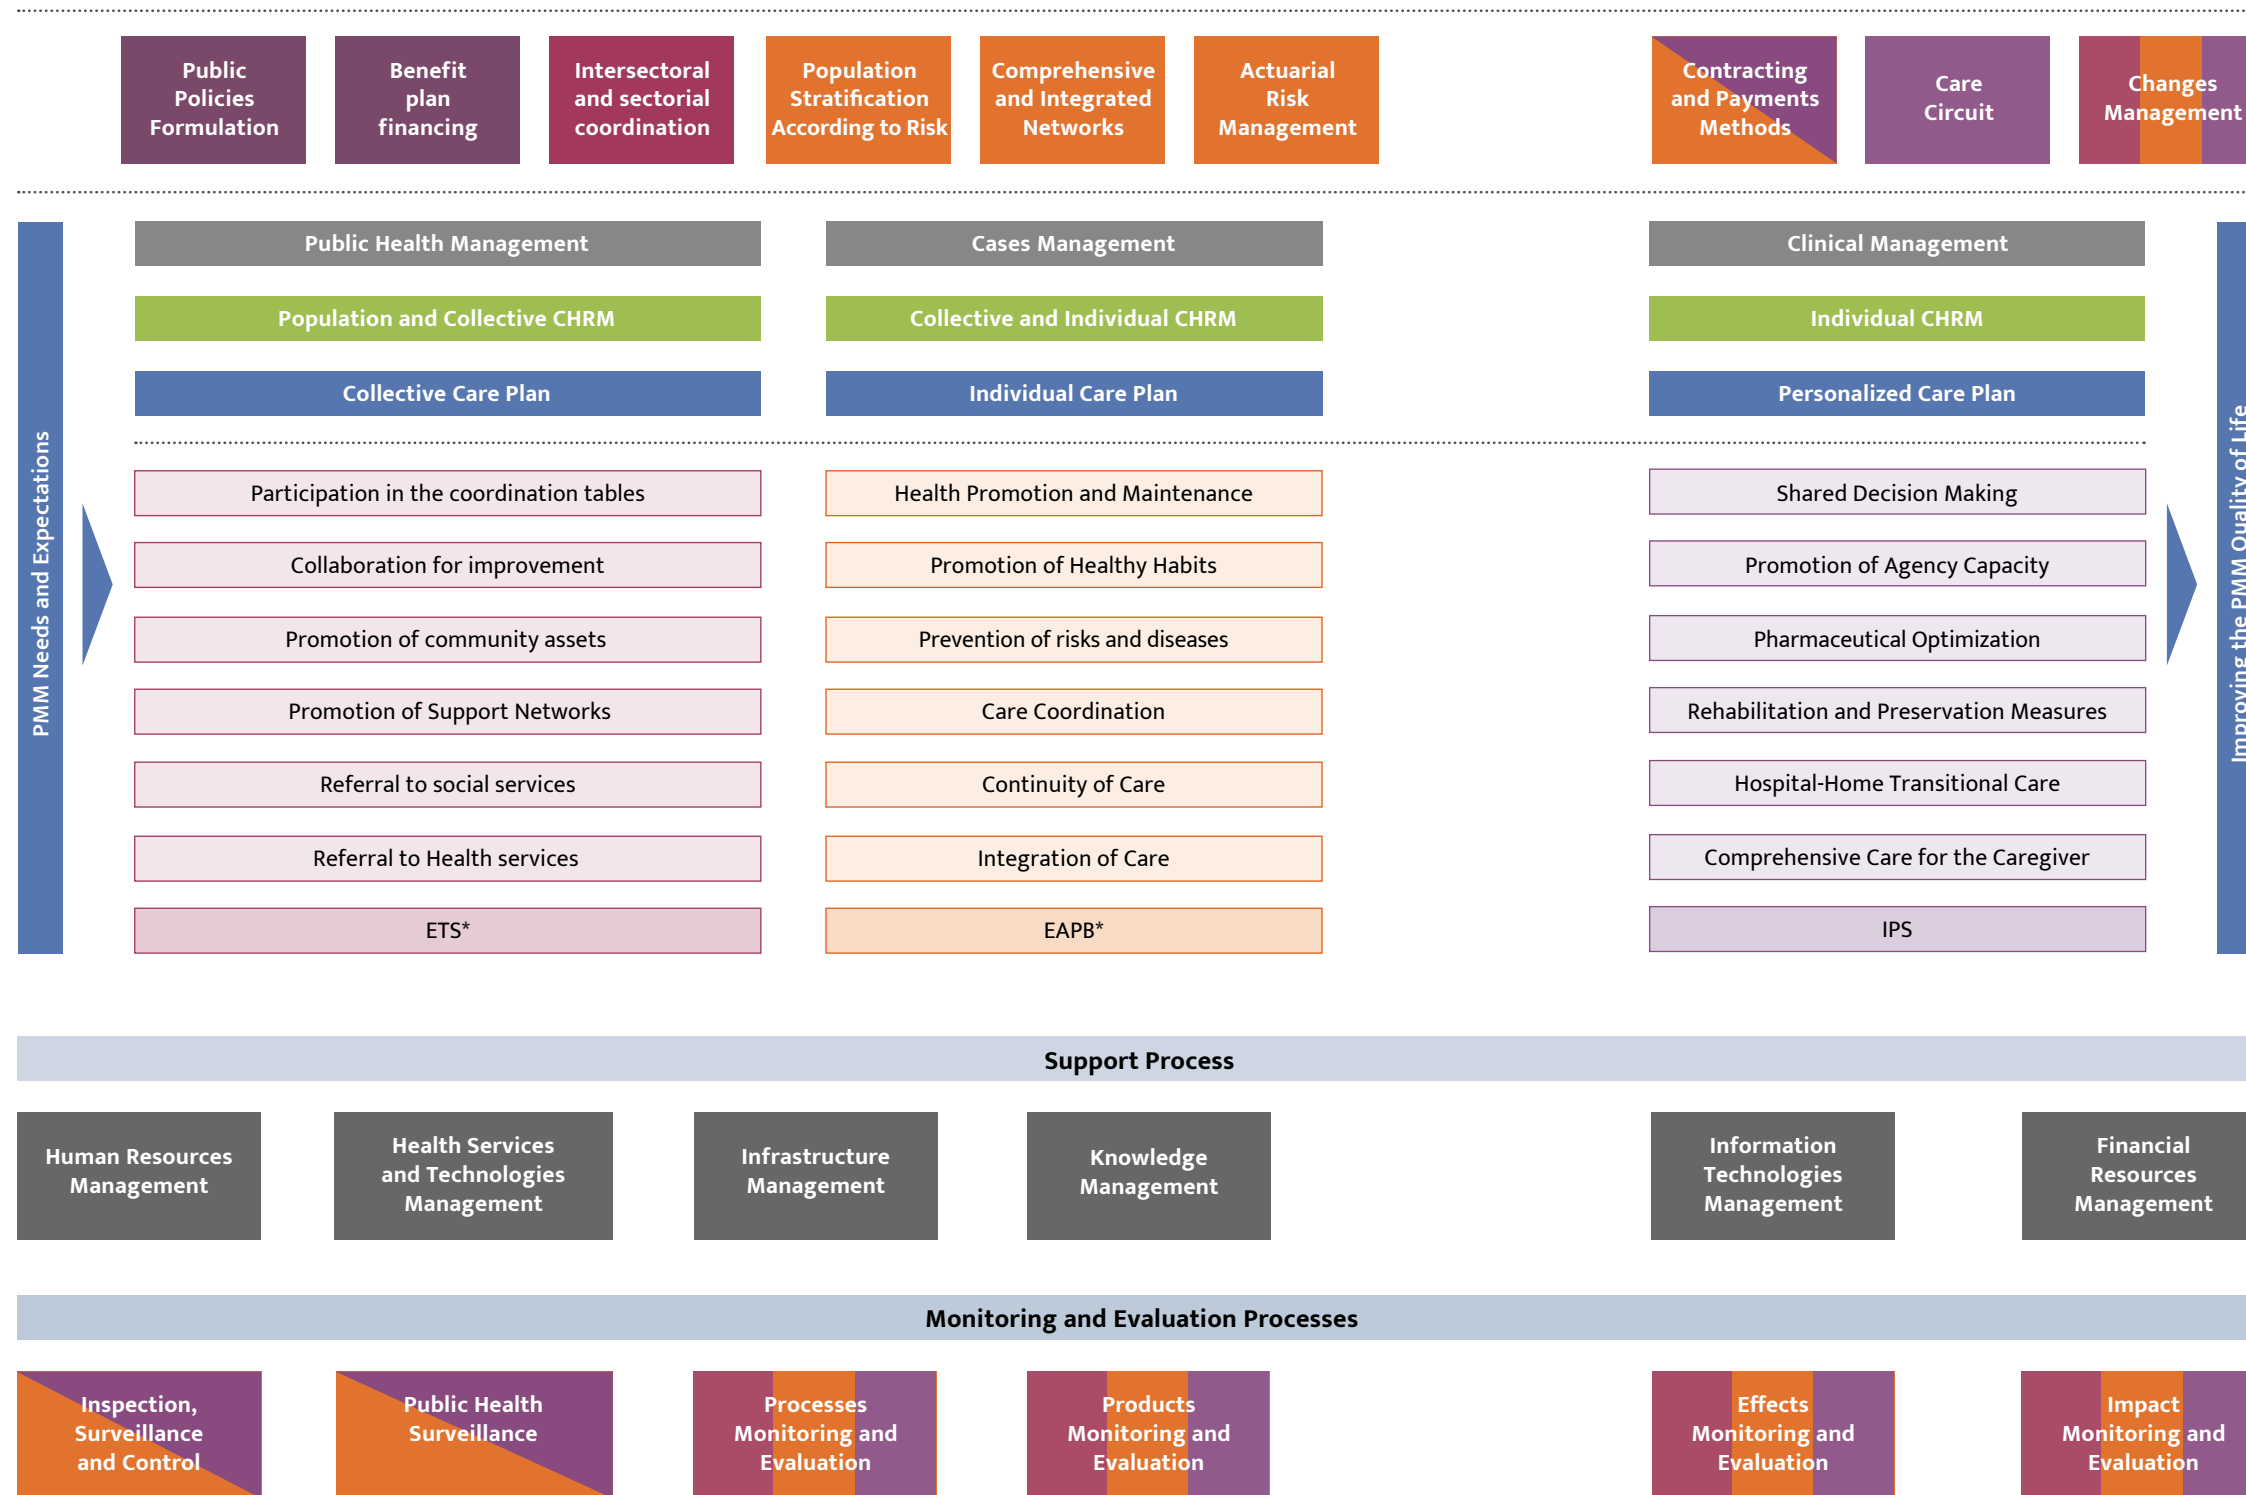 Public
Policies
Formulation
Benefit
plan
financing
Intersectoral
and sectorial
coordination
Population
Stratification
According to Risk
Comprehensive
and Integrated
Networks
Actuarial
Risk
Management
Contracting
and Payments
Methods
Care
Circuit
Changes
Management
PMM Needs and Expectations
Public Health Management
Population and Collective CHRM
Collective Care Plan
Participation in the coordination tables
Collaboration for improvement
Promotion of community assets
Promotion of Support Networks
Referral to social services
Referral to Health services
ETS*
Cases Management
Collective and Individual CHRM
Individual Care Plan
Health Promotion and Maintenance
Promotion of Healthy Habits
Prevention of risks and diseases
Care Coordination
Continuity of Care
Integration of Care
EAPB*
Clinical Management
Individual CHRM
Personalized Care Plan
Shared Decision Making
Promotion of Agency Capacity
Pharmaceutical Optimization
Rehabilitation and Preservation Measures
Hospital-Home Transitional Care
Comprehensive Care for the Caregiver
IPS
Improving the PMM Quality of Life
Support Process
Human Resources
Management
Health Services
and Technologies
Management
Infrastructure
Management
Knowledge
Management
Information
Technologies
Management
Financial
Resources
Management
Monitoring and Evaluation Processes
Inspection,
Surveillance
and Control
Public Health
Surveillance
Processes
Monitoring and
Evaluation
Products
Monitoring and
Evaluation
Effects
Monitoring and
Evaluation
Impact
Monitoring and
Evaluation